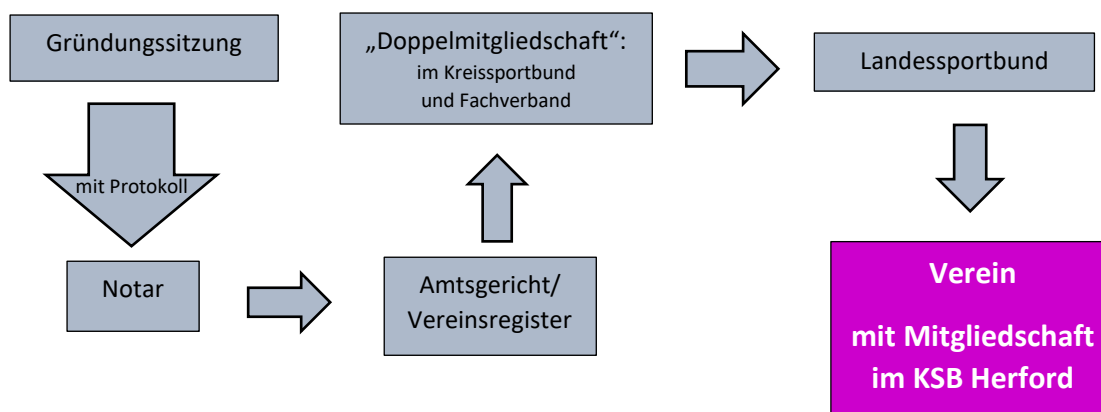 Gründungssitzung
mit Protokoll
Notar
Amtsgericht/
Vereinsregister
„Doppelmitgliedschaft“:
im Kreissportbund
und Fachverband
Landessportbund
Verein
mit Mitgliedschaft
im KSB Herford